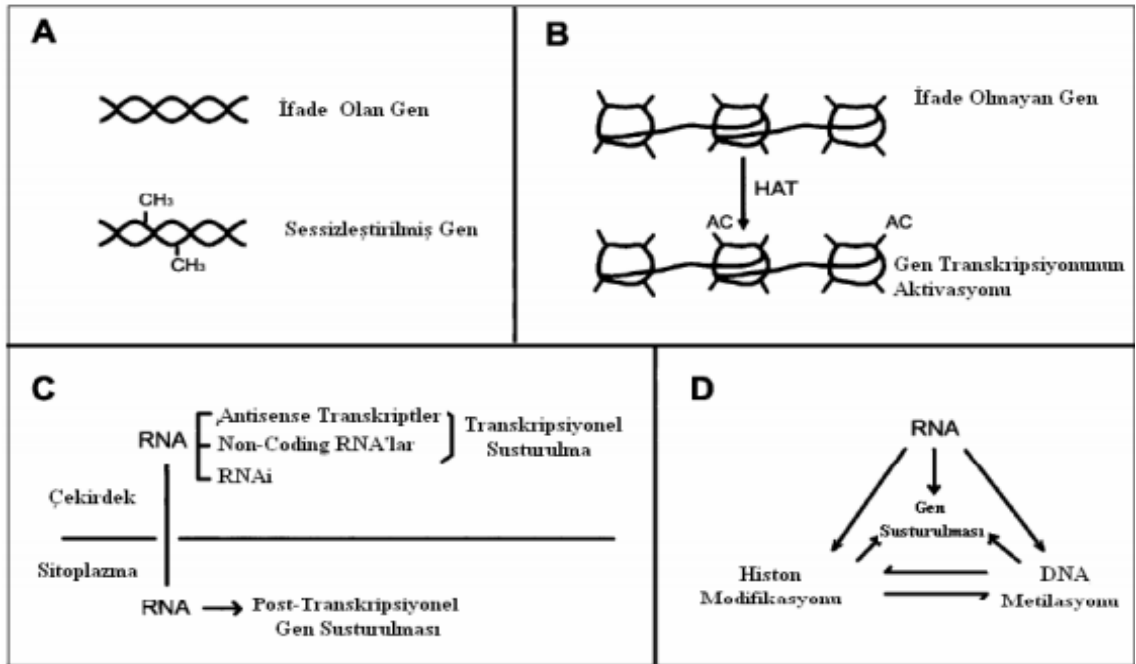 A
İfade Olan Gen
CH₃
Sessizleştirilmiş Gen
CH₃
B
İfade Olmayan Gen
HAT
AC
AC
Gen Transkripsiyonunun
Aktivasyonu
C
RNA
Antisense Transkriptler
Non-Coding RNA'lar
RNAi
Transkripsiyonel
Susturulma
Çekirdek
Sitoplazma
RNA
Post-Transkripsiyonel
Gen Susturulması
D
RNA
Gen
Susturulması
Histon
Modifikasyonu
DNA
Metilasyonu